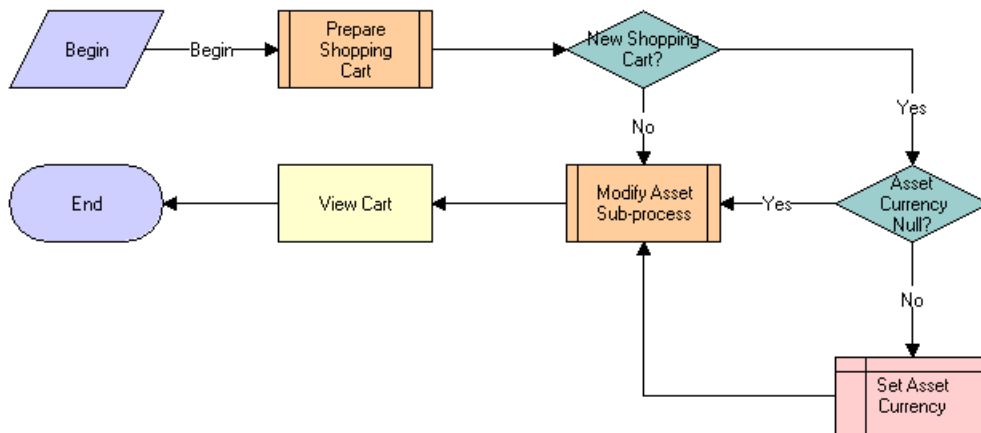 Begin
Begin
Prepare
Shopping
Cart
New Shopping
Cart?
Yes
No
End
View Cart
Modify Asset
Sub-process
Yes
Asset
Currency
Null?
No
Set Asset
Currency